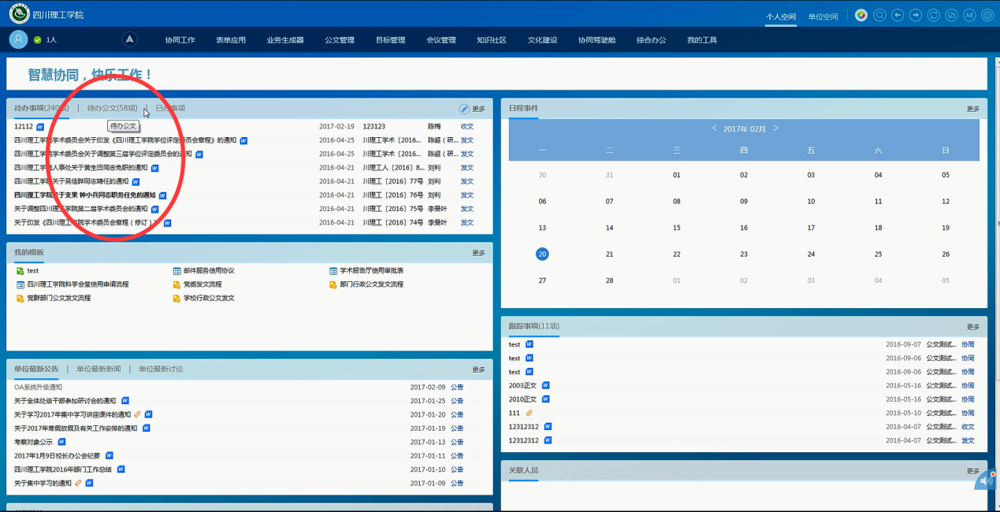 四川理工学院
个人空间 单位空间
1人 协同工作 表单应用 业务生成器 公文管理 目标管理 会议管理 知识社区 文化建设 协同驾驶舱 综合办公 我的工具
智慧协同，快乐工作！
待办事项(240项) | 待办公文(58项) | 已办事项 更多
待办公文
12112 2017-02-19 123123 陈梅 收文
四川理工学院学术委员会关于印发《四川理工学院学位评定委员会章程》的通知 2016-04-25 川理工学术〔2016... 陈超（研... 发文
四川理工学院学术委员会关于调整第三届学位评定委员会的通知 2016-04-25 川理工学术〔2016... 陈超（研... 发文
四川理工学院人事处关于黄生田同志免职的通知 2016-04-21 川理工人〔2016〕8... 刘利 发文
四川理工学院关于吴佳晔同志聘任的通知 2016-04-21 川理工〔2016〕77号 刘利 发文
四川理工学院关于支果 钟小兵同志职务任免的通知 2016-04-21 川理工〔2016〕76号 刘利 发文
关于调整四川理工学院第二届学术委员会的通知 2016-04-21 川理工〔2016〕75号 李曼叶 发文
关于印发《四川理工学院学术委员会章程（修订）》 2016-04-21 川理工〔2016〕74号 李曼叶 发文
我的模板 更多
test 邮件服务使用协议 学术报告厅使用审批表
四川理工学院科学会堂使用申请流程 党委发文流程 部门行政公文发文流程
党群部门公文发文流程 学校行政公文发文
单位最新公告 | 单位最新新闻 | 单位最新讨论 更多
OA系统升级通知 2017-02-09 公告
关于全体处级干部参加研讨会的通知 2017-01-25 公告
关于学习2017年集中学习讲座课件的通知 2017-01-20 公告
关于2017年寒假放假及有关工作安排的通知 2017-01-19 公告
考察对象公示 2017-01-13 公告
2017年1月9日校长办公会纪要 2017-01-11 公告
四川理工学院2016年部门工作总结 2017-01-10 公告
关于集中学习的通知 2017-01-09 公告
日程事件 更多
< 2017年 02月 >
一 二 三 四 五 六 日
30 31 01 02 03 04 05
06 07 08 09 10 11 12
13 14 15 16 17 18 19
20 21 22 23 24 25 26
27 28 01 02 03 04 05
跟踪事项(11项) 更多
test 2016-09-07 公文测试... 协同
test 2016-09-06 公文测试... 协同
test 2016-09-06 公文测试... 协同
2003正文 2016-05-16 公文测试... 协同
2010正文 2016-05-16 公文测试... 协同
111 2016-05-10 公文测试... 协同
12312312 2016-04-07 公文测试... 收文
12312312 2016-04-07 公文测试... 发文
关联人员 更多